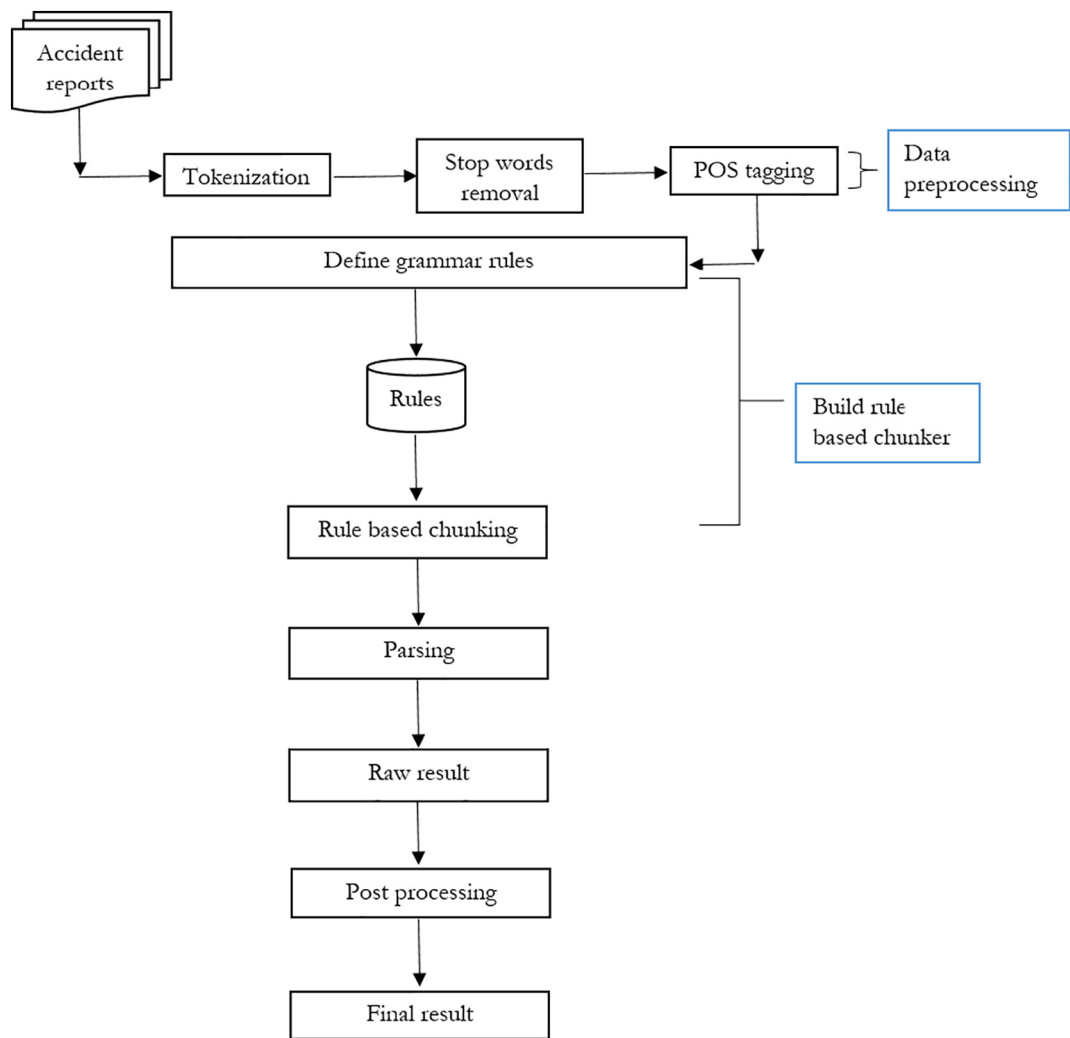 Accident
reports
Tokenization
Stop words
removal
POS tagging
Data
preprocessing
Define grammar rules
Rules
Build rule
based chunker
Rule based chunking
Parsing
Raw result
Post processing
Final result